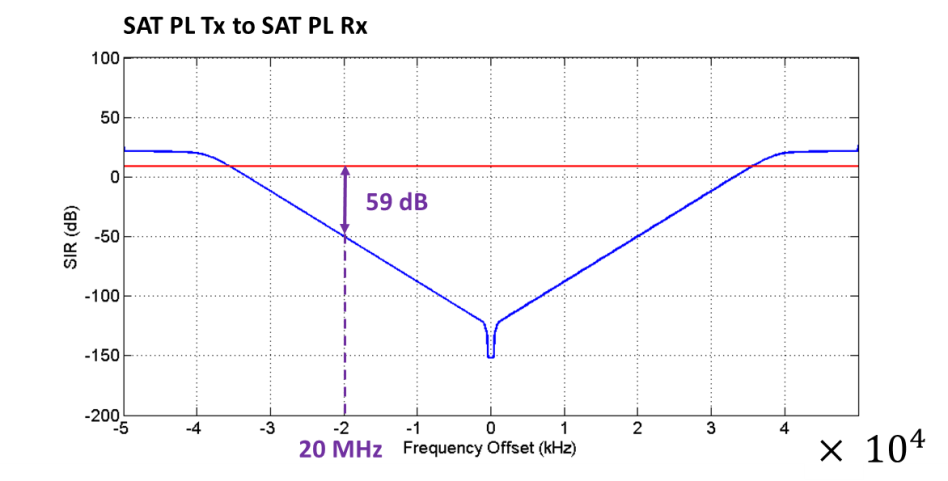 SAT PL Tx to SAT PL Rx
100
50
0
-50
-100
-150
-200
SIR (dB)
59 dB
-5 -4 -3 -2 -1 0 1 2 3 4
20 MHz Frequency Offset (kHz) × 10⁴